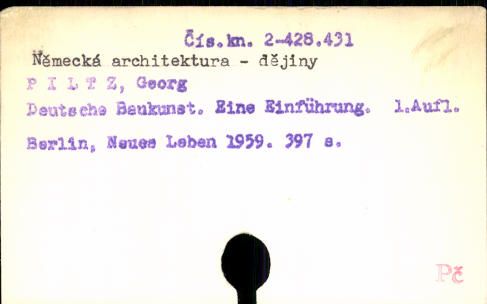 Čís.kn. 2-428.431
Německá architektura - dějiny
P I L T Z, Georg
Deutsche Baukunst. Eine Einführung. 1.Aufl.
Berlin, Neues Leben 1959. 397 s.
Pč